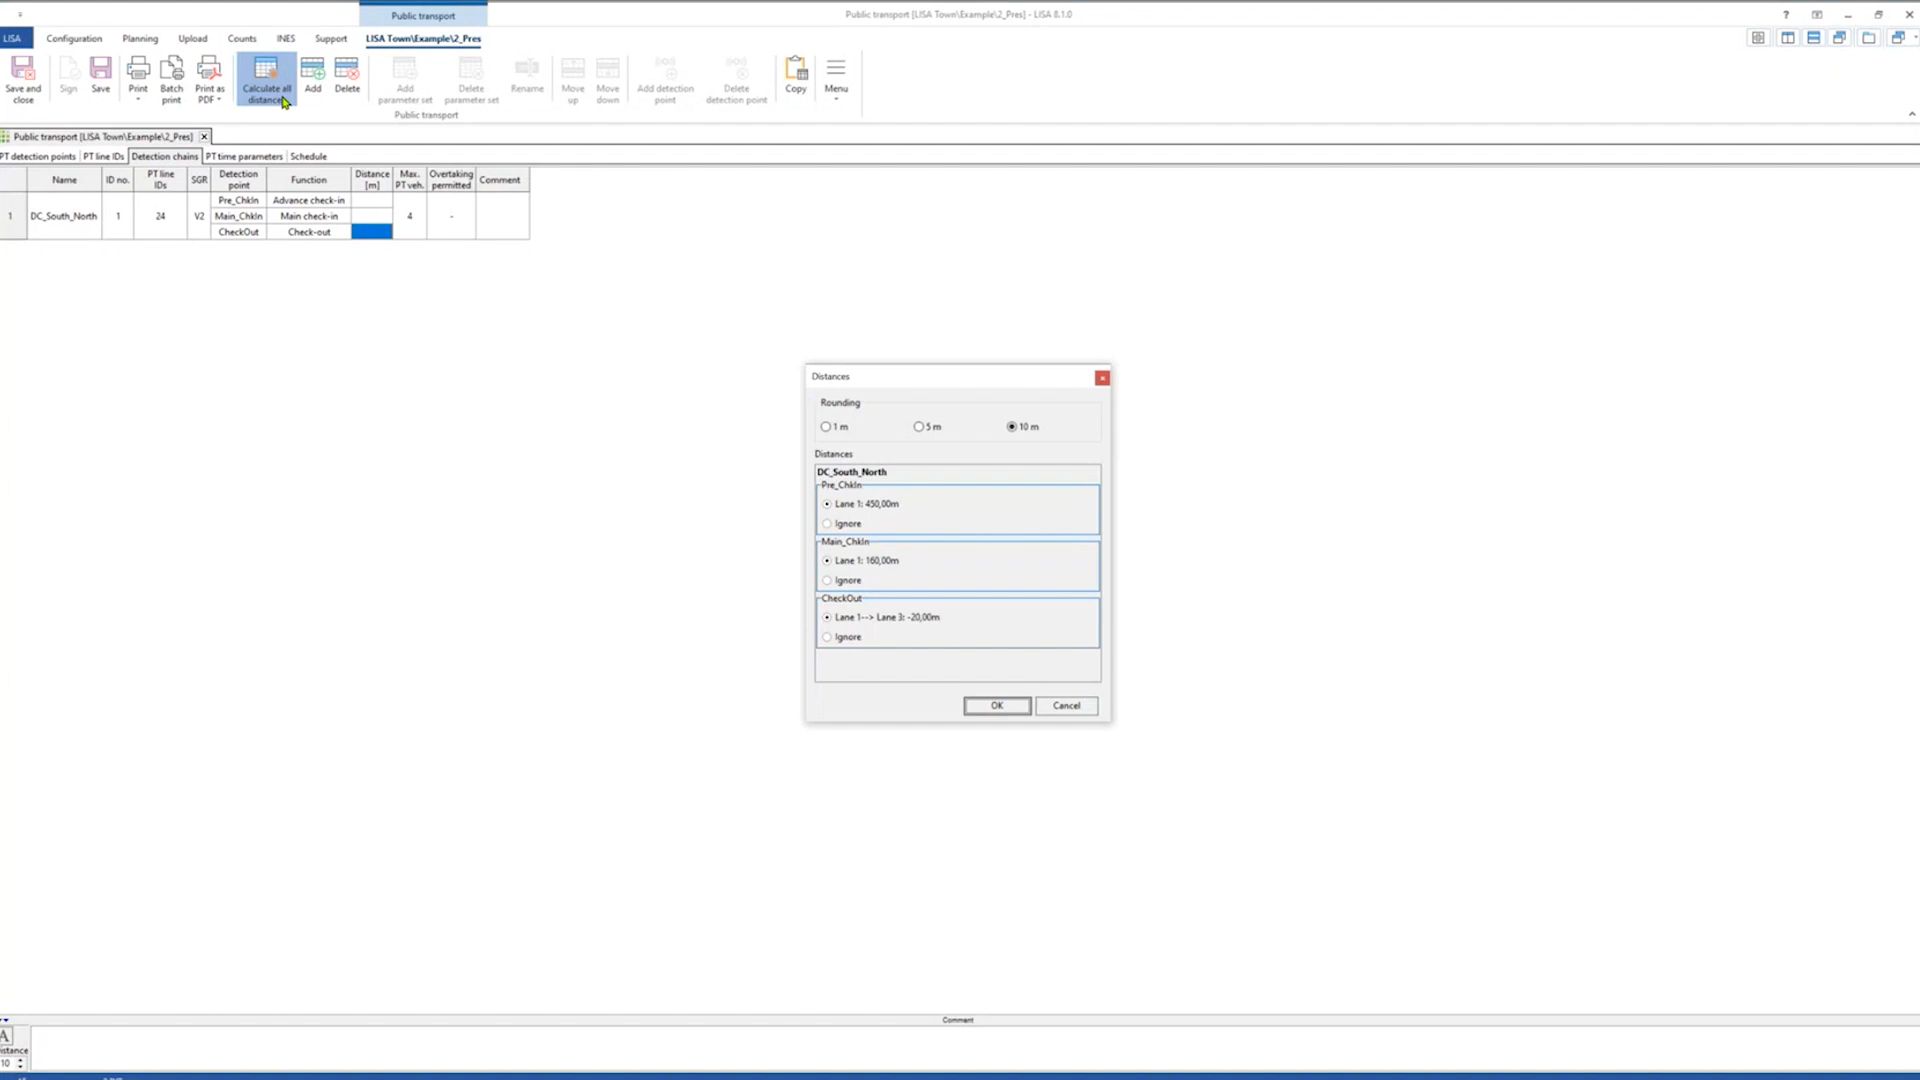 Public transport
Public transport [LISA Town\Example\2_Pres] - LISA 8.1.0
LISA Configuration Planning Upload Counts INES Support LISA Town\Example\2_Pres
Save and close
Sign
Save
Print
Batch print
Print as PDF
Calculate all distances
Add
Delete
Add parameter set
Delete parameter set
Rename
Move up
Move down
Add detection point
Delete detection point
Copy
Menu
Public transport
Public transport [LISA Town\Example\2_Pres]
PT detection points PT line IDs Detection chains PT time parameters Schedule
Name ID no. PT line IDs SGR Detection point Function Distance [m] Max. PT veh. Overtaking permitted Comment
Pre_ChkIn Advance check-in
1 DC_South_North 1 24 V2 Main_ChkIn Main check-in 4 -
CheckOut Check-out
Distances
Rounding
1 m 5 m 10 m
Distances
DC_South_North
Pre_ChkIn
Lane 1: 450,00m
Ignore
Main_ChkIn
Lane 1: 160,00m
Ignore
CheckOut
Lane 1--> Lane 3: -20,00m
Ignore
OK Cancel
Comment
A
istance
10